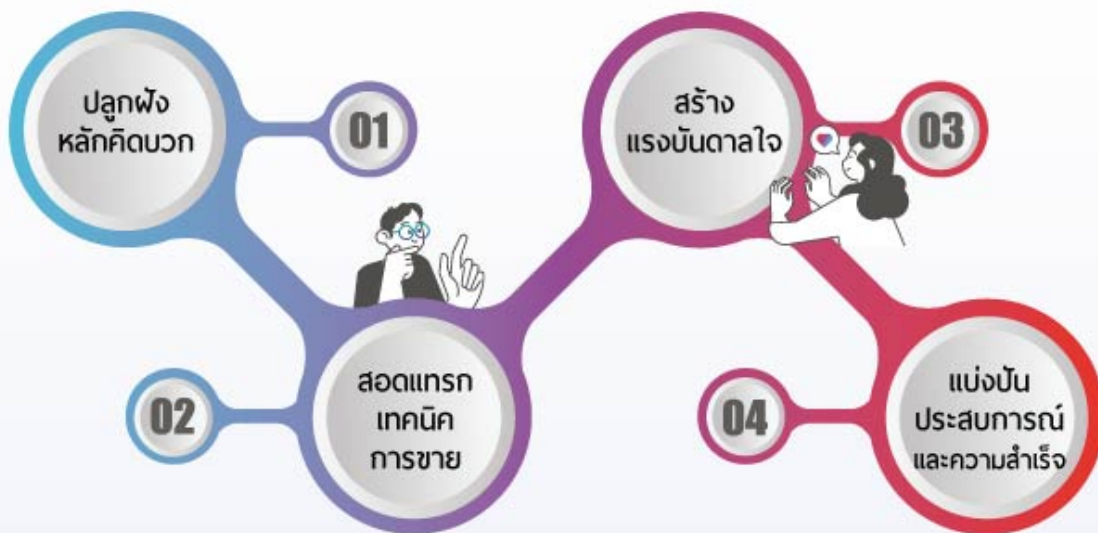 ปลูกฝัง
หลักคิดบวก
01
02
สอดแทรก
เทคนิค
การขาย
สร้าง
แรงบันดาลใจ
03
04
แบ่งปัน
ประสบการณ์
และความสำเร็จ